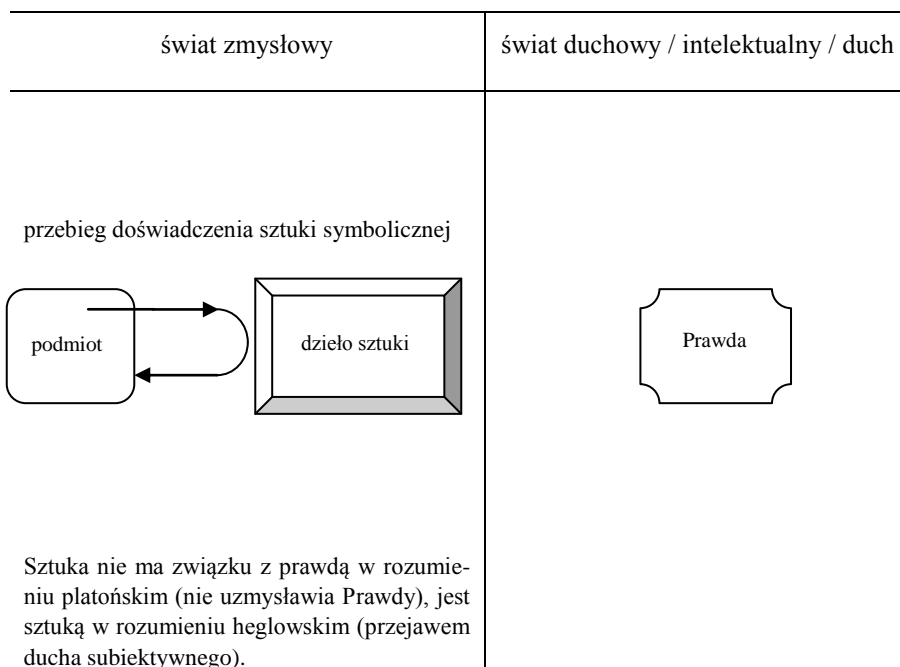 świat zmysłowy
świat duchowy / intelektualny / duch
przebieg doświadczenia sztuki symbolicznej
podmiot
dzieło sztuki
Prawda
Sztuka nie ma związku z prawdą w rozumie-
niu platońskim (nie uzmysławia Prawdy), jest
sztuką w rozumieniu heglowskim (przejawem
ducha subiektywnego).